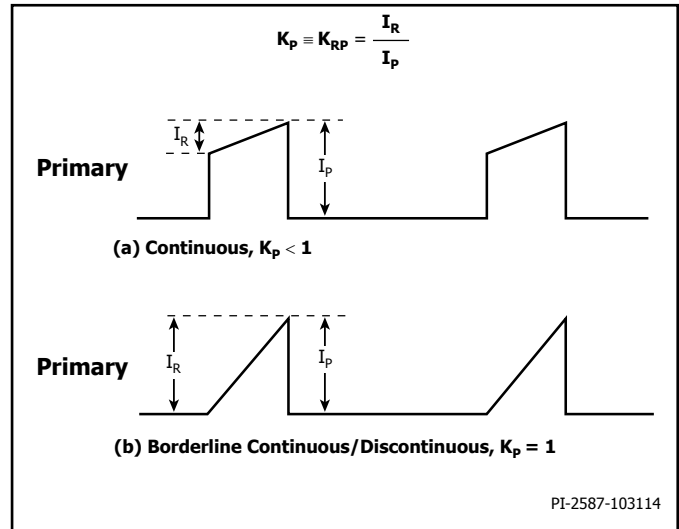 K_P ≡ K_RP = I_R / I_P
I_R
I_P
Primary
(a) Continuous, K_P < 1
I_R
I_P
Primary
(b) Borderline Continuous/Discontinuous, K_P = 1
PI-2587-103114